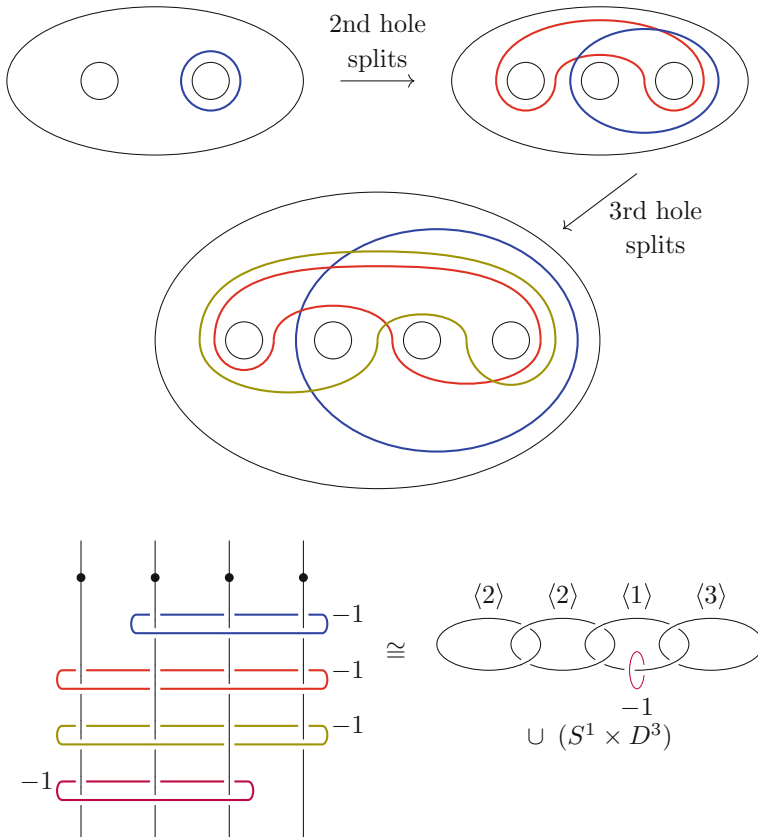 2nd hole
splits
3rd hole
splits
−1
−1
−1
−1
≅
⟨2⟩ ⟨2⟩ ⟨1⟩ ⟨3⟩
−1
∪ (S¹ × D³)